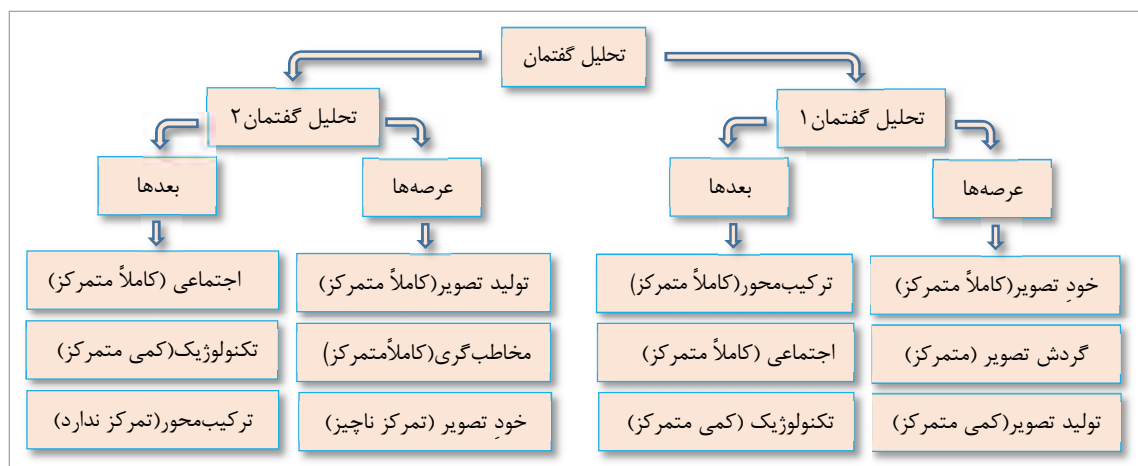 تحلیل گفتمان
تحلیل گفتمان۱
تحلیل گفتمان۲
عرصه‌ها
بعدها
عرصه‌ها
بعدها
خودِ تصویر(کاملاً متمرکز)
ترکیب‌محور(کاملاً متمرکز)
تولید تصویر(کاملاً متمرکز)
اجتماعی (کاملاً متمرکز)
گردش تصویر (متمرکز)
اجتماعی (کاملاً متمرکز)
مخاطب‌گری(کاملاًمتمرکز)
تکنولوژیک(کمی متمرکز)
تولید تصویر(کمی متمرکز)
تکنولوژیک (کمی متمرکز)
خودِ تصویر (تمرکز ناچیز)
ترکیب‌محور(تمرکز ندارد)